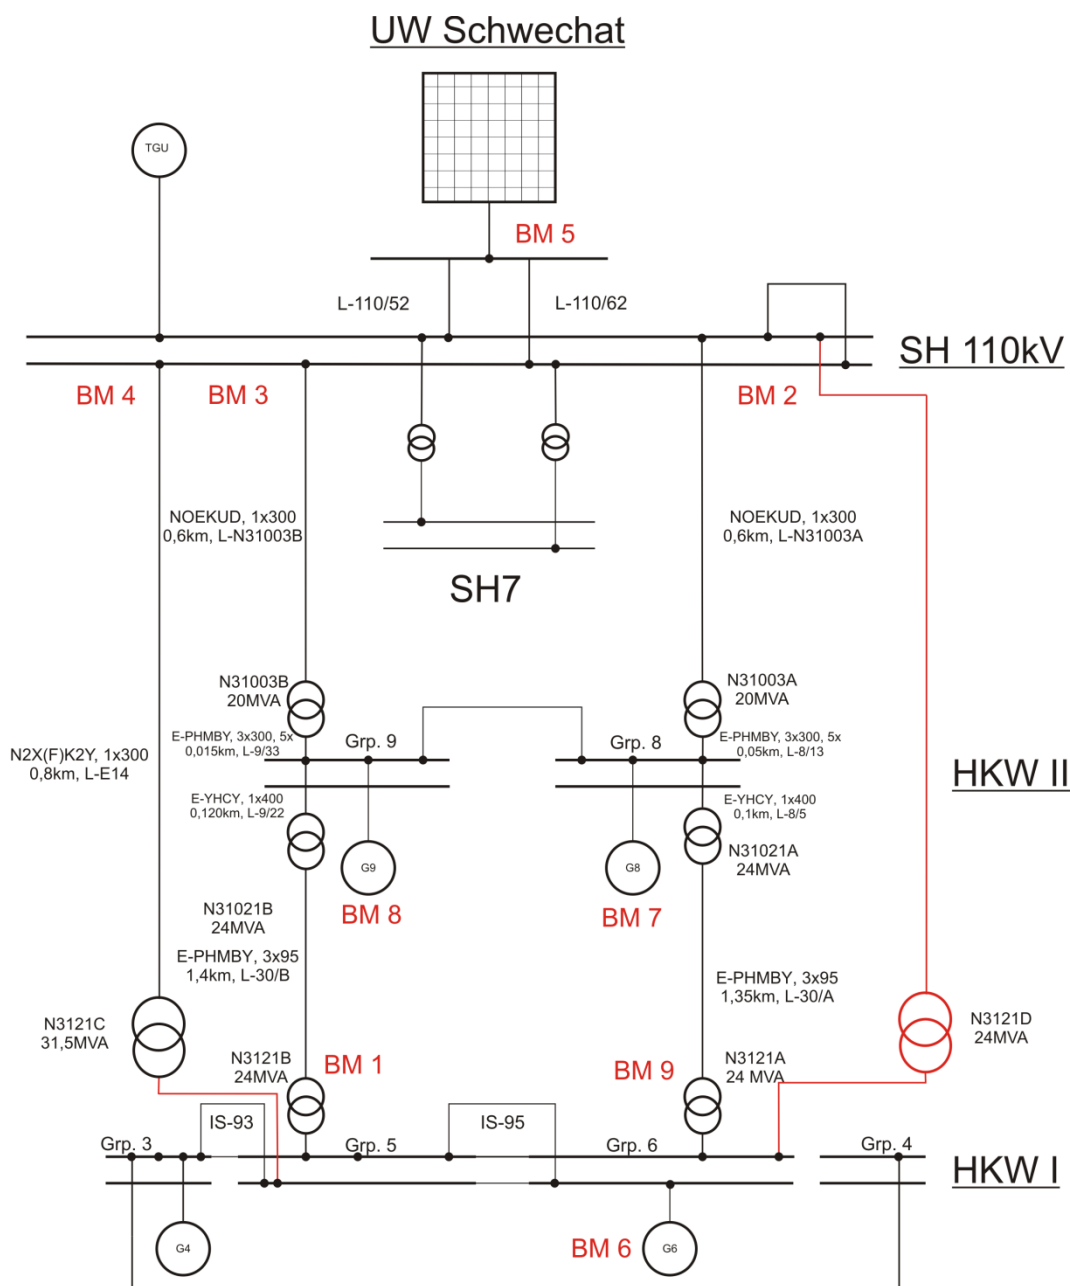 UW Schwechat
TGU
BM 5
L-110/52
L-110/62
SH 110kV
BM 4
BM 3
BM 2
NOEKUD, 1x300
0,6km, L-N31003B
NOEKUD, 1x300
0,6km, L-N31003A
SH7
N31003B
20MVA
N31003A
20MVA
E-PHMBY, 3x300, 5x
0,015km, L-9/33
Grp. 9
Grp. 8
E-PHMBY, 3x300, 5x
0,05km, L-8/13
N2X(F)K2Y, 1x300
0,8km, L-E14
HKW II
E-YHCY, 1x400
0,120km, L-9/22
E-YHCY, 1x400
0,1km, L-8/5
N31021A
24MVA
G9
G8
BM 8
BM 7
N31021B
24MVA
E-PHMBY, 3x95
1,4km, L-30/B
E-PHMBY, 3x95
1,35km, L-30/A
N3121C
31,5MVA
N3121D
24MVA
N3121B
24MVA
BM 1
BM 9
N3121A
24 MVA
IS-93
IS-95
Grp. 3
Grp. 5
Grp. 6
Grp. 4
HKW I
G4
BM 6
G6